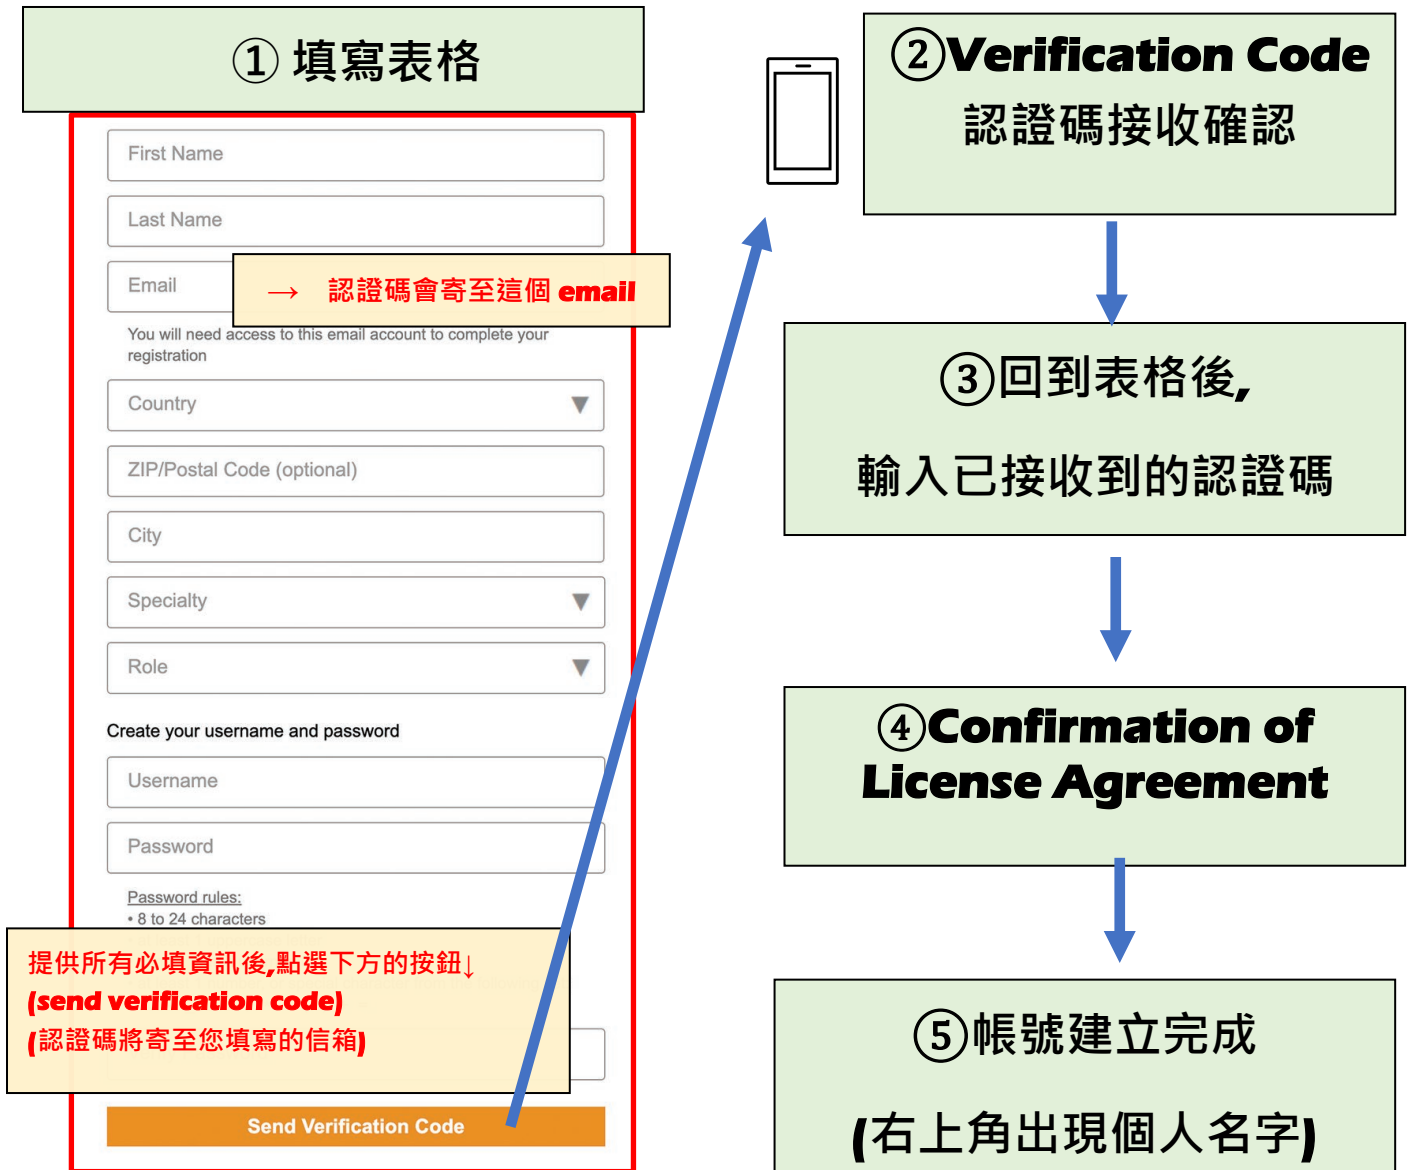 ① 填寫表格
First Name
Last Name
Email
→ 認證碼會寄至這個 email
You will need access to this email account to complete your
registration
Country
ZIP/Postal Code (optional)
City
Specialty
Role
Create your username and password
Username
Password
Password rules:
• 8 to 24 characters
提供所有必填資訊後,點選下方的按鈕↓
(send verification code)
(認證碼將寄至您填寫的信箱)
Send Verification Code
②Verification Code
認證碼接收確認
③回到表格後,
輸入已接收到的認證碼
④Confirmation of
License Agreement
⑤帳號建立完成
(右上角出現個人名字)